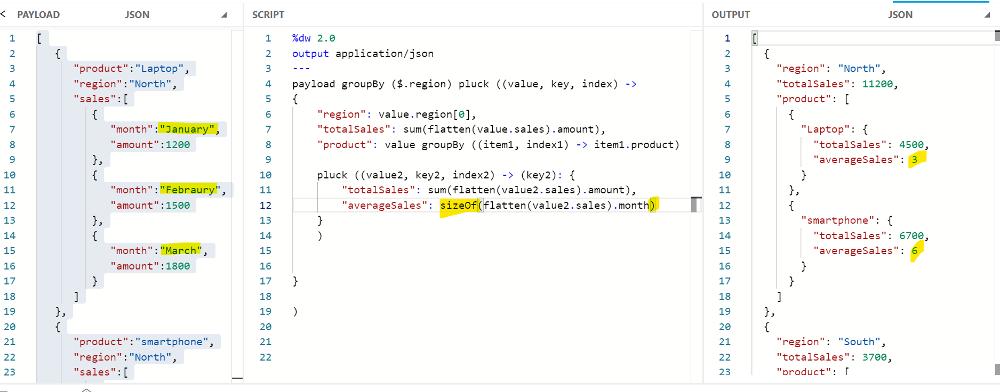 PAYLOAD JSON
1 [
2 {
3 "product":"Laptop",
4 "region":"North",
5 "sales":[
6 {
7 "month":"January",
8 "amount":1200
9 },
10 {
11 "month":"Febraury",
12 "amount":1500
13 },
14 {
15 "month":"March",
16 "amount":1800
17 }
18 ]
19 },
20 {
21 "product":"smartphone",
22 "region":"North",
23 "sales":[
SCRIPT
1 %dw 2.0
2 output application/json
3 ---
4 payload groupBy ($.region) pluck ((value, key, index) ->
5 {
6 "region": value.region[0],
7 "totalSales": sum(flatten(value.sales).amount),
8 "product": value groupBy ((item1, index1) -> item1.product)
9
10 pluck ((value2, key2, index2) -> (key2): {
11 "totalSales": sum(flatten(value2.sales).amount),
12 "averageSales": sizeOf(flatten(value2.sales).month)
13 }
14 )
15
16
17 }
18
19 )
20
21
22
OUTPUT JSON
1 [
2 {
3 "region": "North",
4 "totalSales": 11200,
5 "product": [
6 {
7 "Laptop": {
8 "totalSales": 4500,
9 "averageSales": 3
10 }
11 },
12 {
13 "smartphone": {
14 "totalSales": 6700,
15 "averageSales": 6
16 }
17 }
18 ]
19 },
20 {
21 "region": "South",
22 "totalSales": 3700,
23 "product": [